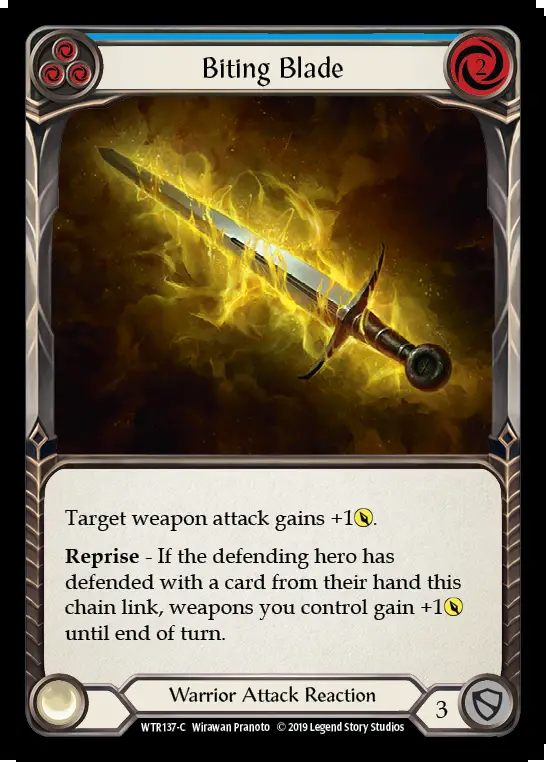 Biting Blade
2
Target weapon attack gains +1.
Reprise - If the defending hero has
defended with a card from their hand this
chain link, weapons you control gain +1
until end of turn.
Warrior Attack Reaction
3
WTR137-C Wirawan Pranoto © 2019 Legend Story Studios